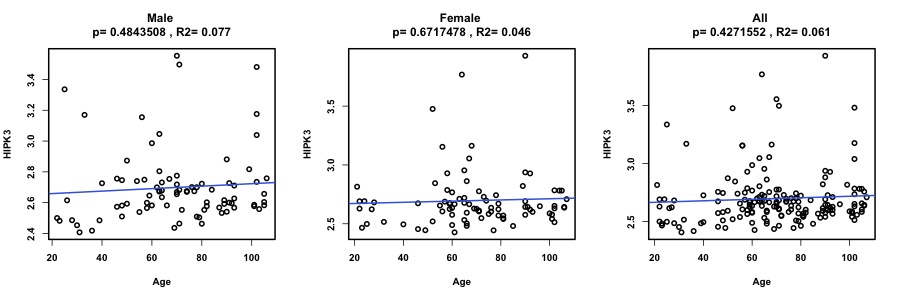 Male
p= 0.4843508 , R2= 0.077
HIPK3
3.4
3.2
3.0
2.8
2.6
2.4
20 40 60 80 100
Age
Female
p= 0.6717478 , R2= 0.046
HIPK3
3.5
3.0
2.5
20 40 60 80 100
Age
All
p= 0.4271552 , R2= 0.061
HIPK3
3.5
3.0
2.5
20 40 60 80 100
Age